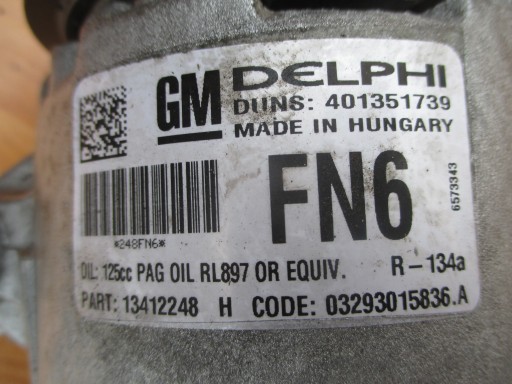 GM DELPHI
DUNS: 401351739
MADE IN HUNGARY
FN6
*248FN6*
6573343
OIL: 125cc PAG OIL RL897 OR EQUIV. R-134a
PART: 13412248 H CODE: 03293015836.A